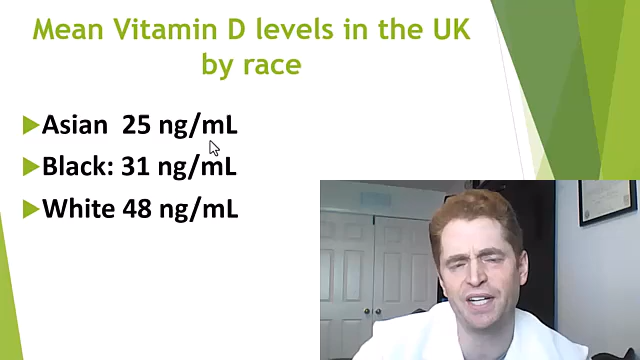 Mean Vitamin D levels in the UK
by race
Asian 25 ng/mL
Black: 31 ng/mL
White 48 ng/mL